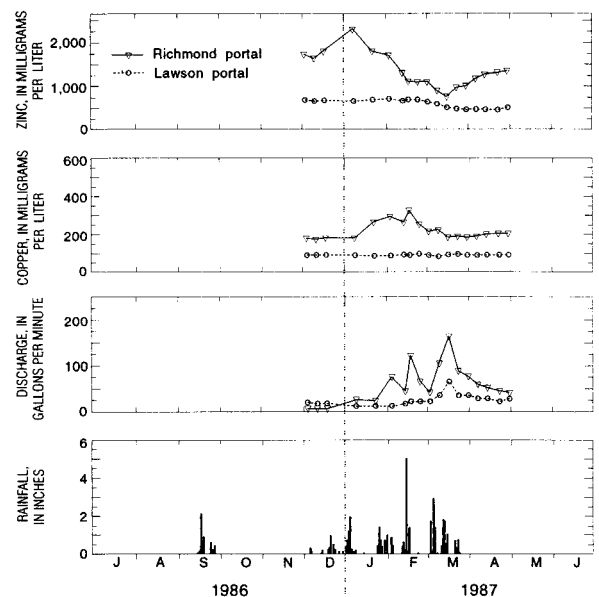 ZINC, IN MILLIGRAMS
PER LITER
2,000
1,000
0
Richmond portal
Lawson portal
COPPER, IN MILLIGRAMS
PER LITER
600
400
200
0
DISCHARGE, IN
GALLONS PER MINUTE
200
100
0
RAINFALL,
IN INCHES
6
4
2
0
J A S O N D J F M A M J
1986 1987